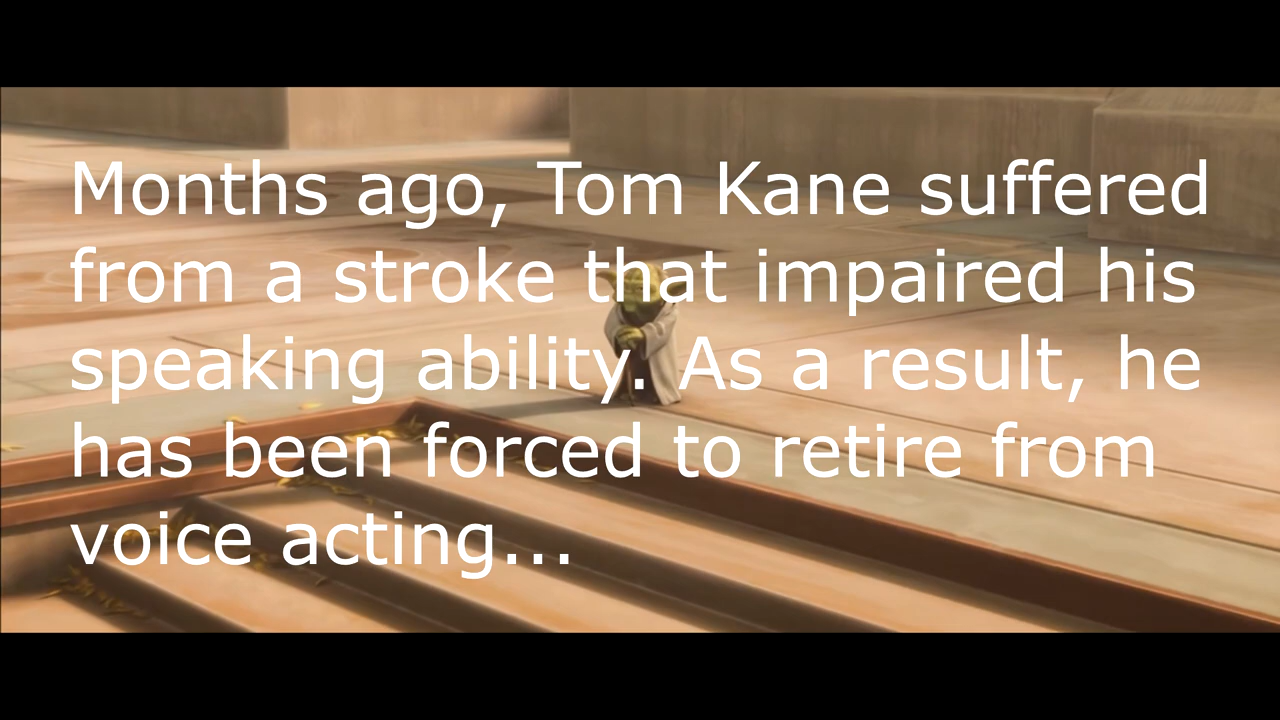 Months ago, Tom Kane suffered
from a stroke that impaired his
speaking ability. As a result, he
has been forced to retire from
voice acting...